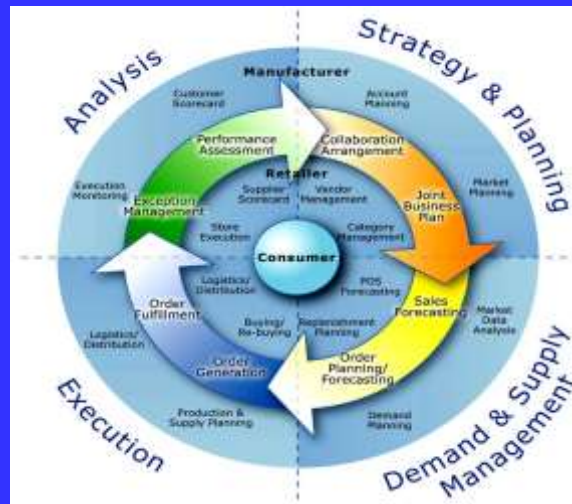 Analysis
Strategy & Planning
Manufacturer
Customer
Scorecard
Account
Planning
Performance
Assessment
Collaboration
Arrangement
Retailer
Execution
Monitoring
Exception
Management
Supplier
Scorecard
Vendor
Management
Joint
Business
Plan
Market
Planning
Store
Execution
Category
Management
Consumer
Logistics/
Distribution
POS
Forecasting
Order
Fulfillment
Sales
Forecasting
Logistics/
Distribution
Buying/
Re-buying
Replenishment
Planning
Market
Data
Analysis
Order
Generation
Order
Planning/
Forecasting
Production &
Supply Planning
Demand
Planning
Execution
Demand & Supply
Management